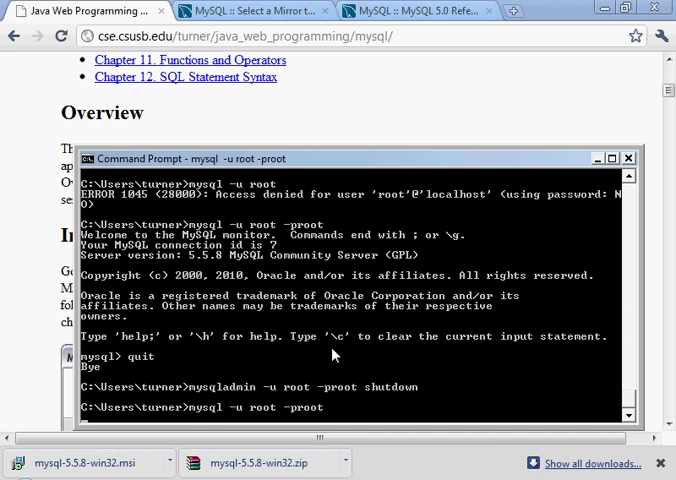 Java Web Programming ...
MySQL :: Select a Mirror t...
MySQL :: MySQL 5.0 Refe...
cse.csusb.edu/turner/java_web_programming/mysql/
Chapter 11. Functions and Operators
Chapter 12. SQL Statement Syntax
Overview
Command Prompt - mysql -u root -proot
C:\Users\turner>mysql -u root
ERROR 1045 (28000): Access denied for user 'root'@'localhost' (using password: N
O)
C:\Users\turner>mysql -u root -proot
Welcome to the MySQL monitor.  Commands end with ; or \g.
Your MySQL connection id is 7
Server version: 5.5.8 MySQL Community Server (GPL)
Copyright (c) 2000, 2010, Oracle and/or its affiliates. All rights reserved.
Oracle is a registered trademark of Oracle Corporation and/or its
affiliates. Other names may be trademarks of their respective
owners.
Type 'help;' or '\h' for help. Type '\c' to clear the current input statement.
mysql> quit
Bye
C:\Users\turner>mysqladmin -u root -proot shutdown
C:\Users\turner>mysql -u root -proot
mysql-5.5.8-win32.msi
mysql-5.5.8-win32.zip
Show all downloads...